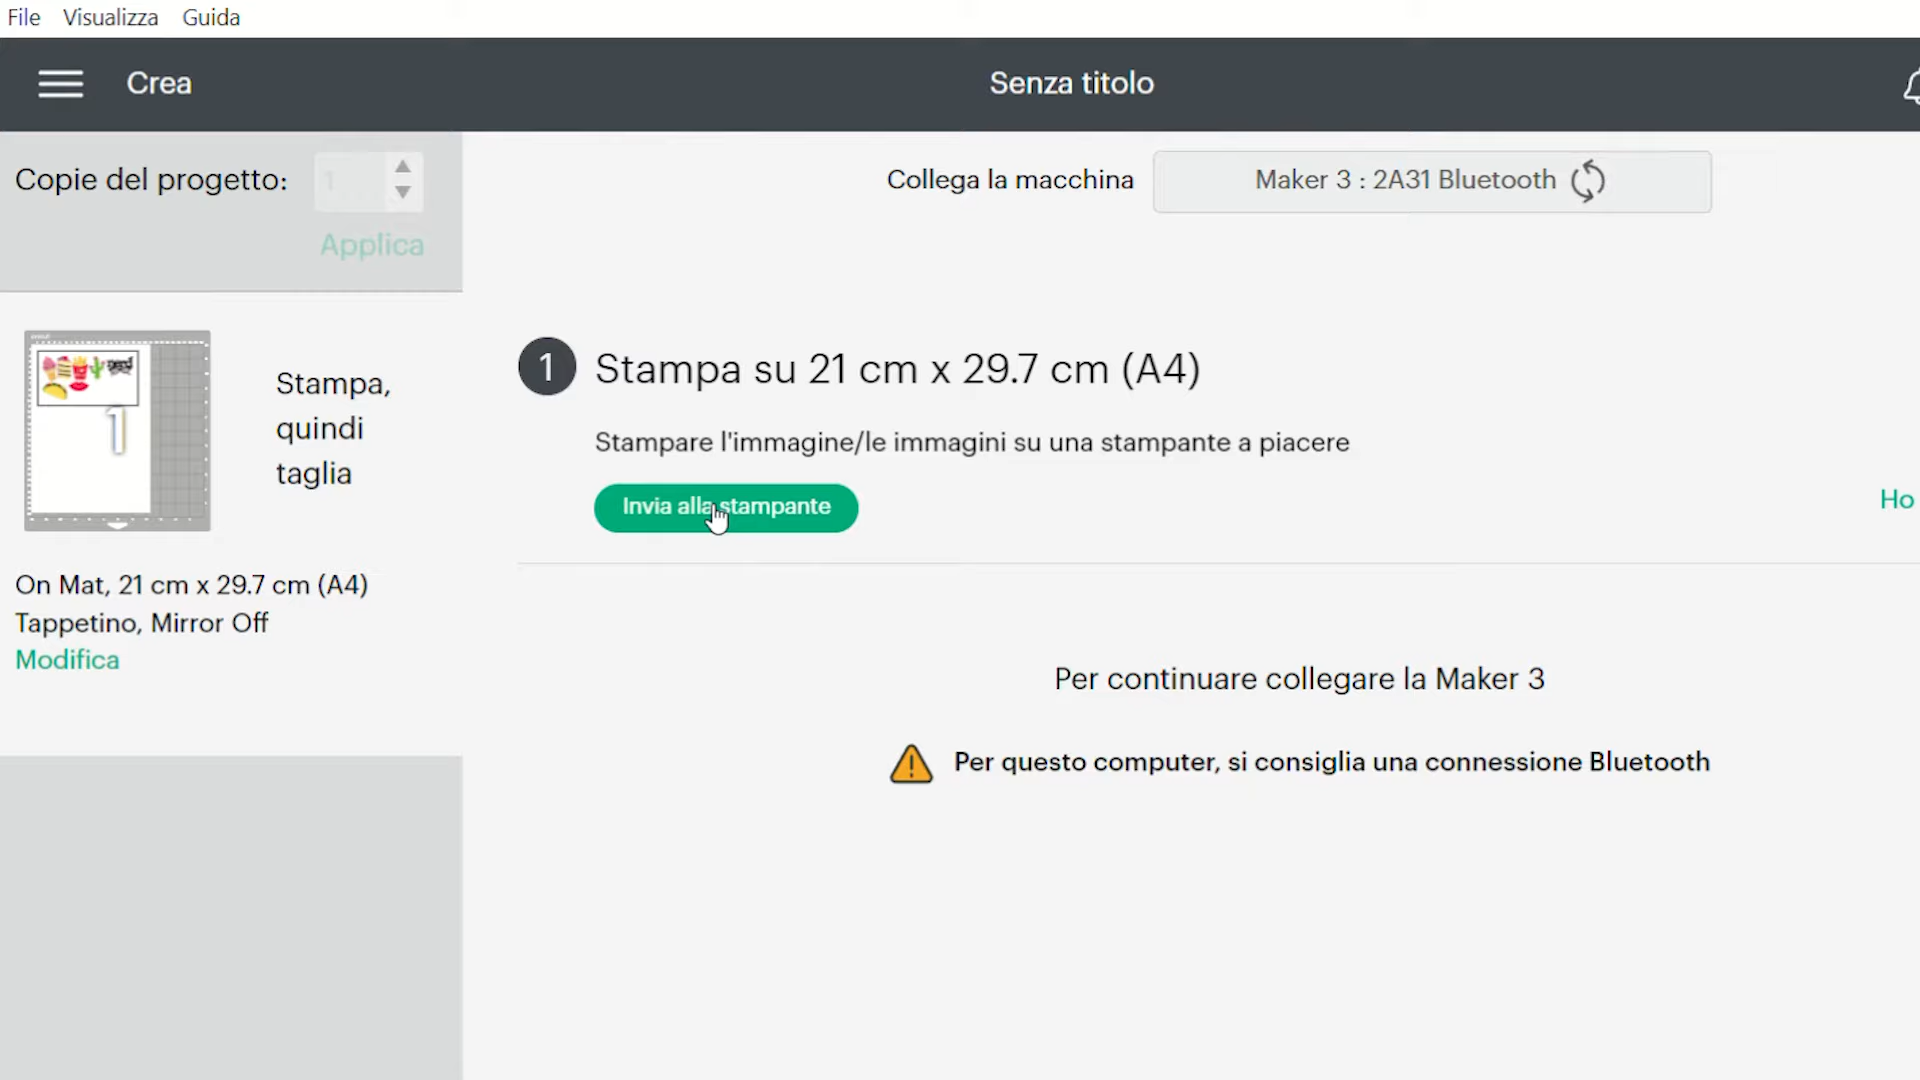 File Visualizza Guida
Crea
Senza titolo
Copie del progetto:
1
Applica
Collega la macchina
Maker 3 : 2A31 Bluetooth
nerd
1
Stampa,
quindi
taglia
On Mat, 21 cm x 29.7 cm (A4)
Tappetino, Mirror Off
Modifica
1 Stampa su 21 cm x 29.7 cm (A4)
Stampare l'immagine/le immagini su una stampante a piacere
Invia alla stampante
Ho
Per continuare collegare la Maker 3
Per questo computer, si consiglia una connessione Bluetooth